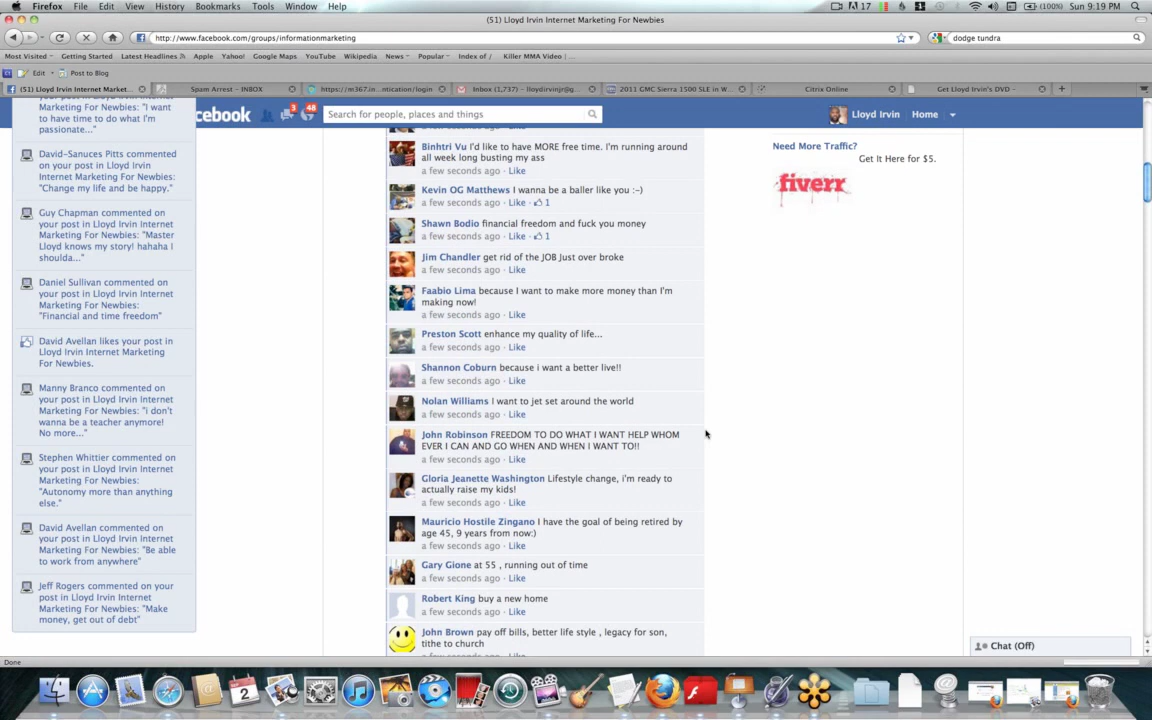 Firefox File Edit View History Bookmarks Tools Window Help 17 1 (100%) Sun 9:19 PM
(51) Lloyd Irvin Internet Marketing For Newbies
http://www.facebook.com/groups/informationmarketing dodge tundra
Most Visited Getting Started Latest Headlines Apple Yahoo! Google Maps YouTube Wikipedia News Popular Index of / Killer MMA Video ...
Edit Post to Blog
(51) Lloyd Irvin Internet Market... Spam Arrest - INBOX https://m367.in...ntication/login Inbox (1,737) - lloydirvinjr@g... 2011 GMC Sierra 1500 SLE in W... Citrix Online Get Lloyd Irvin's DVD -
cebook 3 48 Search for people, places and things Lloyd Irvin Home
Marketing For Newbies: "I want
to have time to do what I'm
passionate..."
David-Sanuces Pitts commented
on your post in Lloyd Irvin
Internet Marketing For Newbies:
"Change my life and be happy."
Guy Chapman commented on
your post in Lloyd Irvin Internet
Marketing For Newbies: "Master
Lloyd knows my story! hahaha I
shoulda..."
Daniel Sullivan commented on
your post in Lloyd Irvin Internet
Marketing For Newbies:
"Financial and time freedom"
David Avellan likes your post in
Lloyd Irvin Internet Marketing
For Newbies.
Manny Branco commented on
your post in Lloyd Irvin Internet
Marketing For Newbies: "i don't
wanna be a teacher anymore!
No more..."
Stephen Whittier commented on
your post in Lloyd Irvin Internet
Marketing For Newbies:
"Autonomy more than anything
else."
David Avellan commented on
your post in Lloyd Irvin Internet
Marketing For Newbies: "Be able
to work from anywhere"
Jeff Rogers commented on your
post in Lloyd Irvin Internet
Marketing For Newbies: "Make
money, get out of debt"
Binhtri Vu I'd like to have MORE free time. I'm running around
all week long busting my ass
a few seconds ago · Like
Kevin OG Matthews I wanna be a baller like you :-)
a few seconds ago · Like · 1
Shawn Bodio financial freedom and fuck you money
a few seconds ago · Like · 1
Jim Chandler get rid of the JOB Just over broke
a few seconds ago · Like
Faabio Lima because I want to make more money than I'm
making now!
a few seconds ago · Like
Preston Scott enhance my quality of life...
a few seconds ago · Like
Shannon Coburn because i want a better live!!
a few seconds ago · Like
Nolan Williams I want to jet set around the world
a few seconds ago · Like
John Robinson FREEDOM TO DO WHAT I WANT HELP WHOM
EVER I CAN AND GO WHEN AND WHEN I WANT TO!!
a few seconds ago · Like
Gloria Jeanette Washington Lifestyle change, i'm ready to
actually raise my kids!
a few seconds ago · Like
Mauricio Hostile Zingano I have the goal of being retired by
age 45, 9 years from now:)
a few seconds ago · Like
Gary Gione at 55 , running out of time
a few seconds ago · Like
Robert King buy a new home
a few seconds ago · Like
John Brown pay off bills, better life style , legacy for son,
tithe to church
Need More Traffic?
Get It Here for $5.
fiverr
Chat (Off)
Done
2